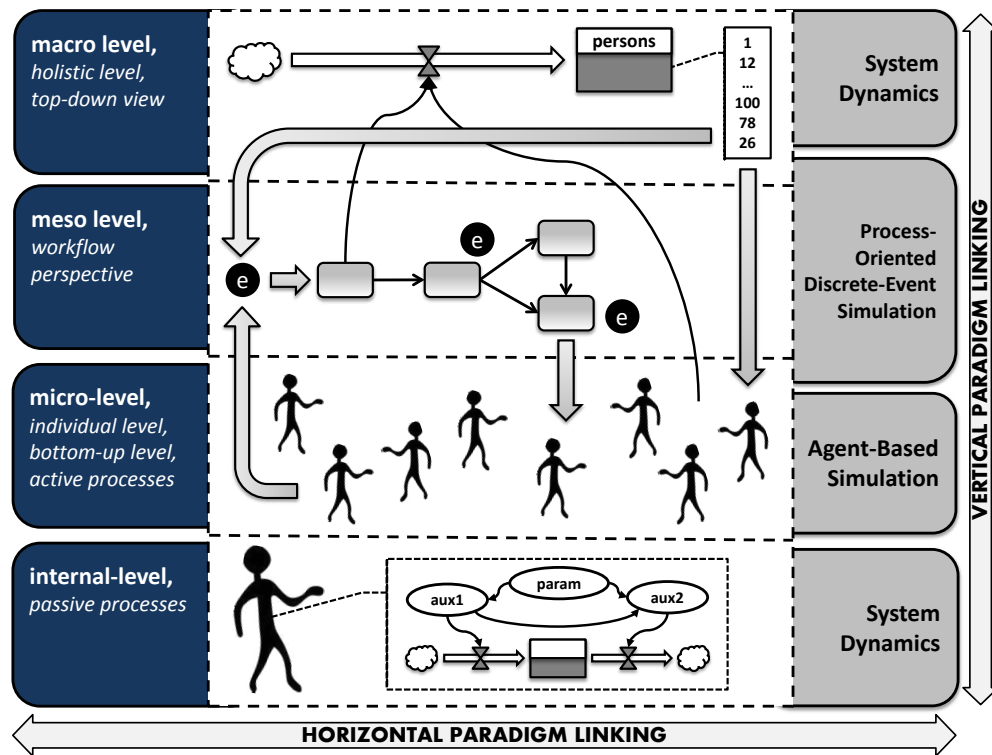 macro level,
holistic level,
top-down view
persons
1
12
...
100
78
26
System
Dynamics
meso level,
workflow
perspective
e
e
e
Process-
Oriented
Discrete-Event
Simulation
micro-level,
individual level,
bottom-up level,
active processes
Agent-Based
Simulation
internal-level,
passive processes
param
aux1
aux2
System
Dynamics
VERTICAL PARADIGM LINKING
HORIZONTAL PARADIGM LINKING